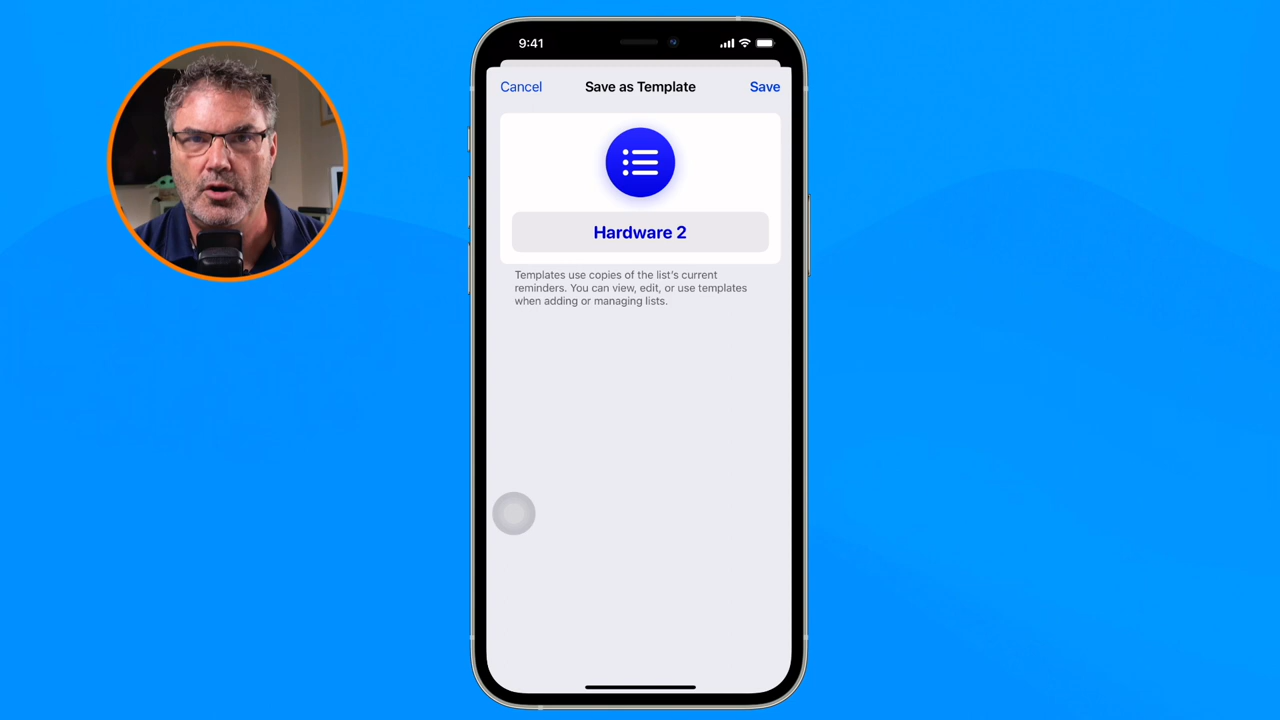 9:41
Cancel
Save as Template
Save
Hardware 2
Templates use copies of the list's current
reminders. You can view, edit, or use templates
when adding or managing lists.